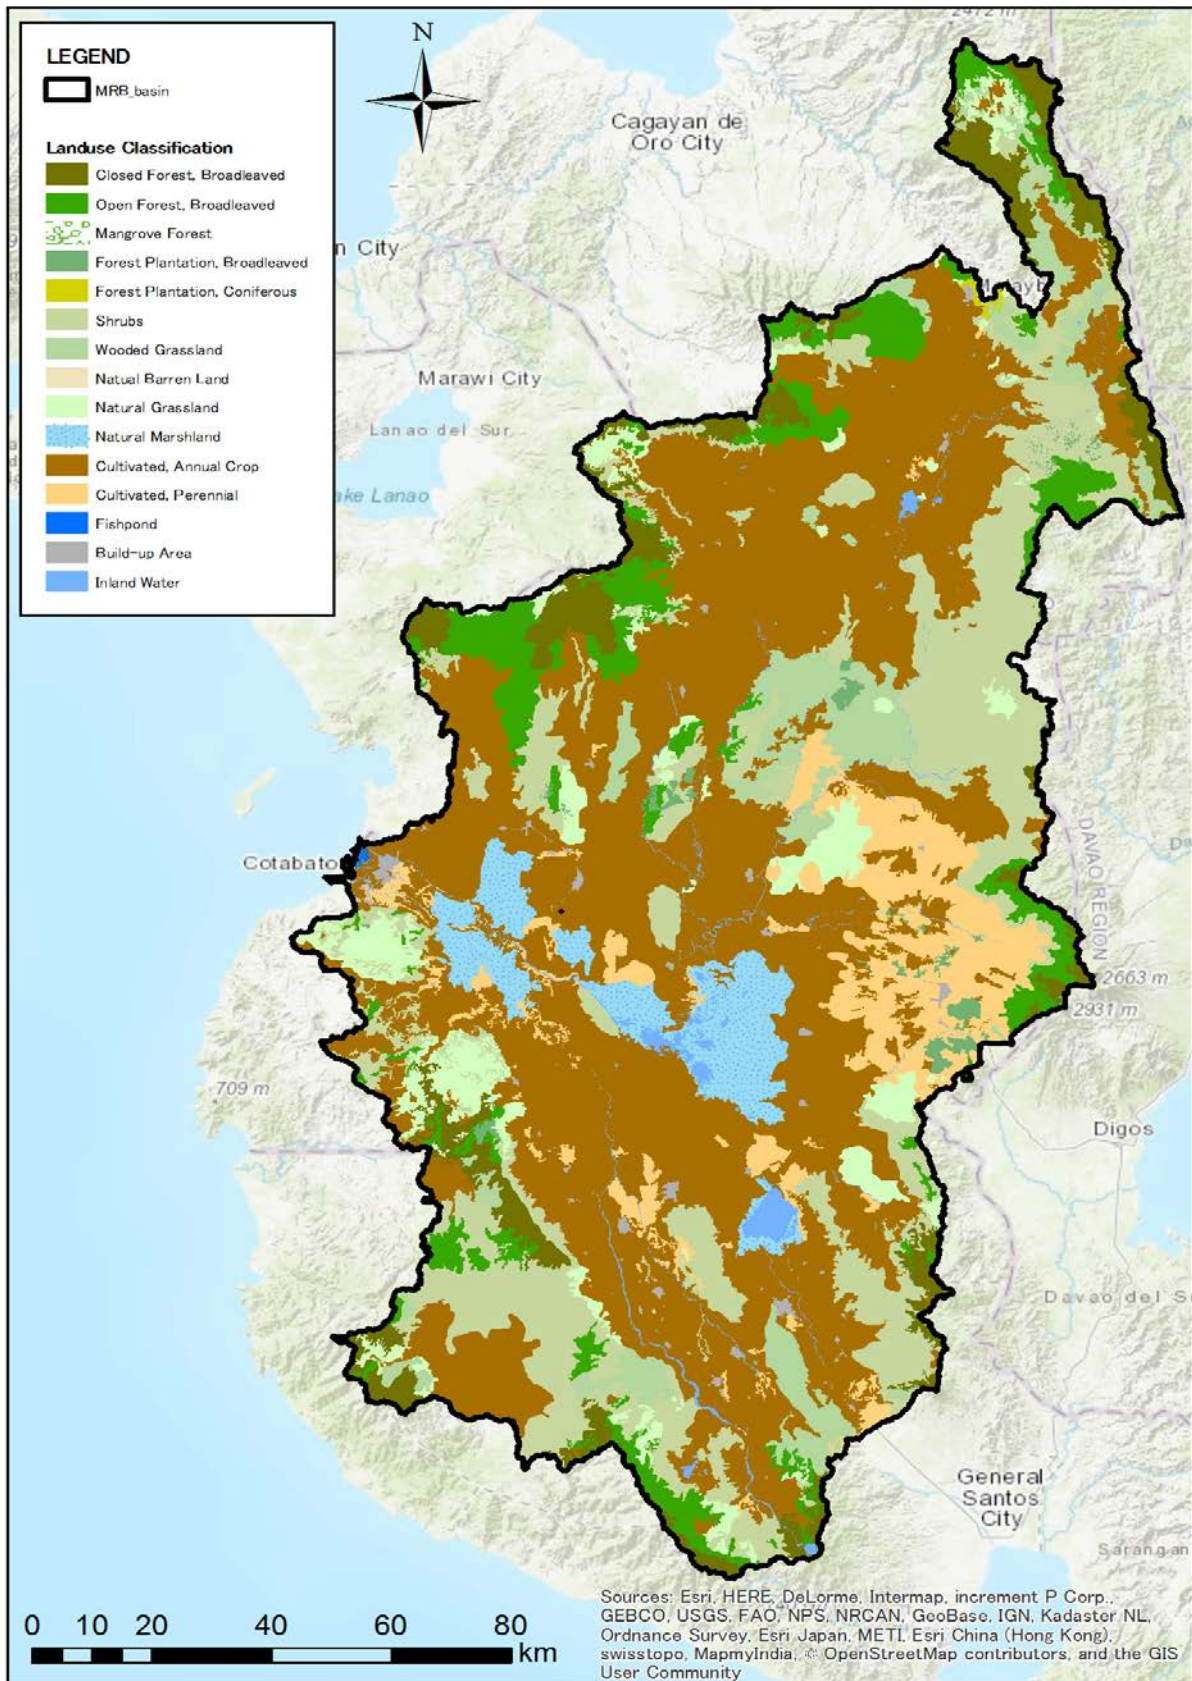 2472 m
LEGEND
N
MRB_basin
Cagayan de
Oro City
Landuse Classification
Closed Forest, Broadleaved
Open Forest, Broadleaved
Mangrove Forest
n City
Forest Plantation, Broadleaved
Forest Plantation, Coniferous
Shrubs
Wooded Grassland
Natual Barren Land
Marawi City
Natural Grassland
Lanao del Sur
Natural Marshland
Cultivated, Annual Crop
Cultivated, Perennial
ake Lanao
Fishpond
Build-up Area
Inland Water
DAVAO REGION
Cotabato
2663 m
2931 m
709 m
Digos
Davao del Su
General
Santos
City
Sarangan
Sources: Esri, HERE, DeLorme, Intermap, increment P Corp.,
GEBCO, USGS, FAO, NPS, NRCAN, GeoBase, IGN, Kadaster NL,
Ordnance Survey, Esri Japan, METI, Esri China (Hong Kong),
swisstopo, MapmyIndia, © OpenStreetMap contributors, and the GIS
User Community
0 10 20 40 60 80
km